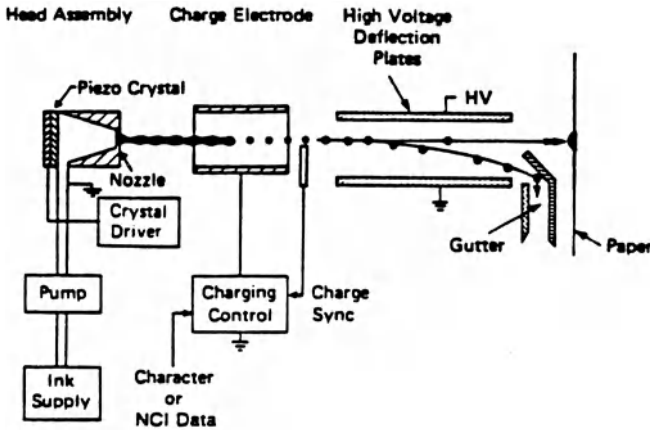 Head Assembly
Charge Electrode
High Voltage
Deflection
Plates
Piezo Crystal
HV
Nozzle
Crystal
Driver
Gutter
Paper
Pump
Charging
Control
Charge
Sync
Ink
Supply
Character
or
NCI Data